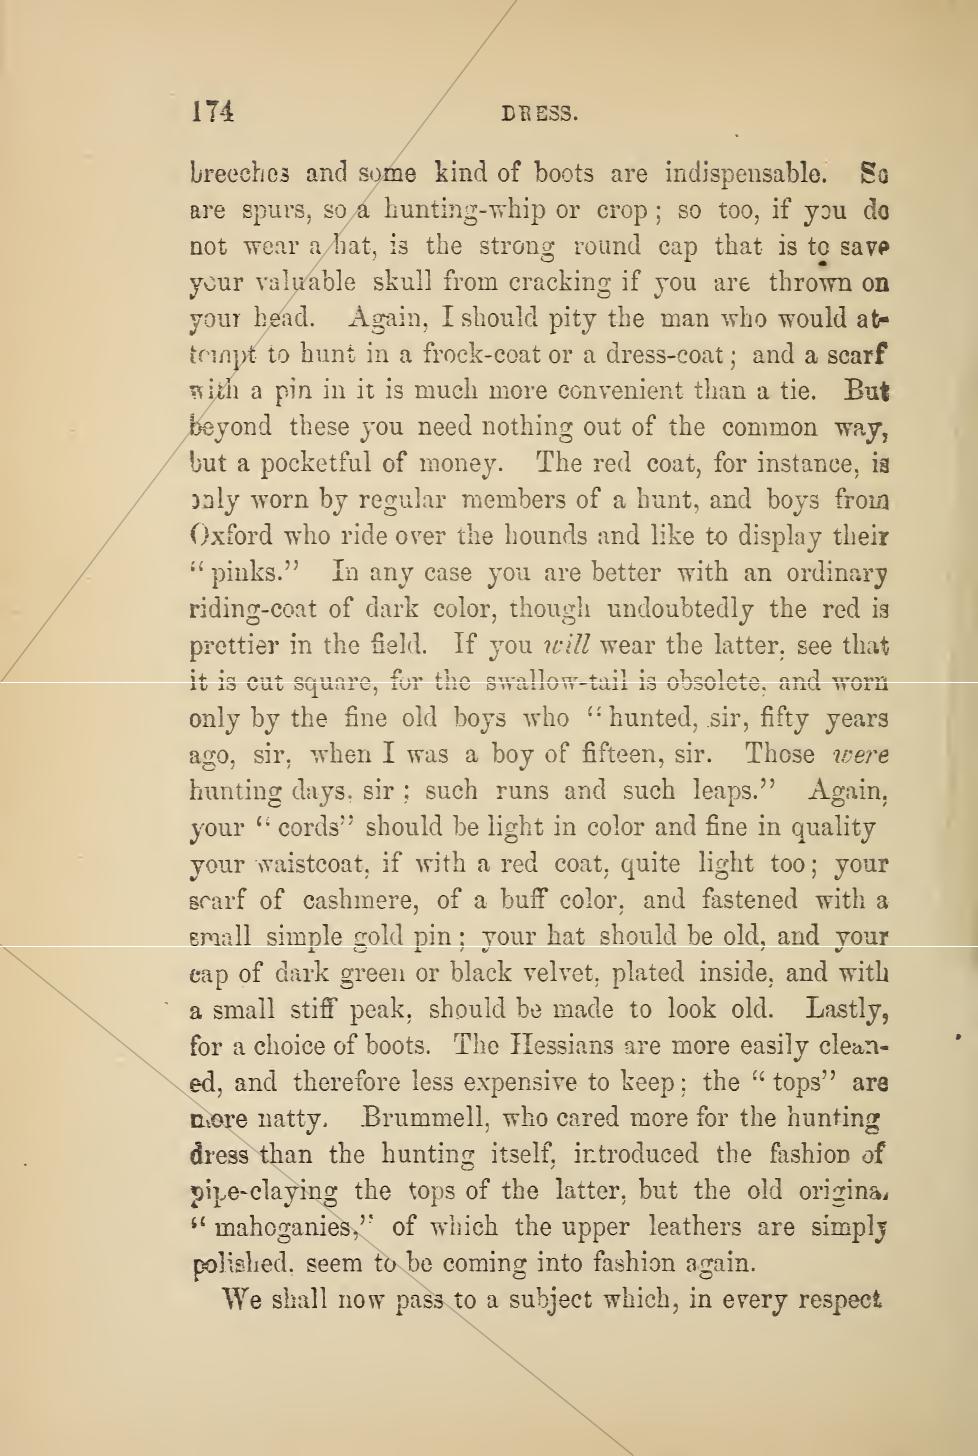 174 DRESS.
breeches and some kind of boots are indispensable. So
are spurs, so a hunting-whip or crop; so too, if you do
not wear a hat, is the strong round cap that is to save
your valuable skull from cracking if you are thrown on
your head. Again, I should pity the man who would at-
tempt to hunt in a frock-coat or a dress-coat; and a scarf
with a pin in it is much more convenient than a tie. But
beyond these you need nothing out of the common way,
but a pocketful of money. The red coat, for instance, is
only worn by regular members of a hunt, and boys from
Oxford who ride over the hounds and like to display their
“pinks.” In any case you are better with an ordinary
riding-coat of dark color, though undoubtedly the red is
prettier in the field. If you will wear the latter, see that
it is cut square, for the swallow-tail is obsolete, and worn
only by the fine old boys who “hunted, sir, fifty years
ago, sir, when I was a boy of fifteen, sir. Those were
hunting days, sir; such runs and such leaps.” Again,
your “cords” should be light in color and fine in quality
your waistcoat, if with a red coat, quite light too; your
scarf of cashmere, of a buff color, and fastened with a
small simple gold pin; your hat should be old, and your
cap of dark green or black velvet, plated inside, and with
a small stiff peak, should be made to look old. Lastly,
for a choice of boots. The Hessians are more easily clean-
ed, and therefore less expensive to keep; the “tops” are
more natty. Brummell, who cared more for the hunting
dress than the hunting itself, introduced the fashion of
pipe-claying the tops of the latter, but the old original
“mahoganies,” of which the upper leathers are simply
polished, seem to be coming into fashion again.
We shall now pass to a subject which, in every respect